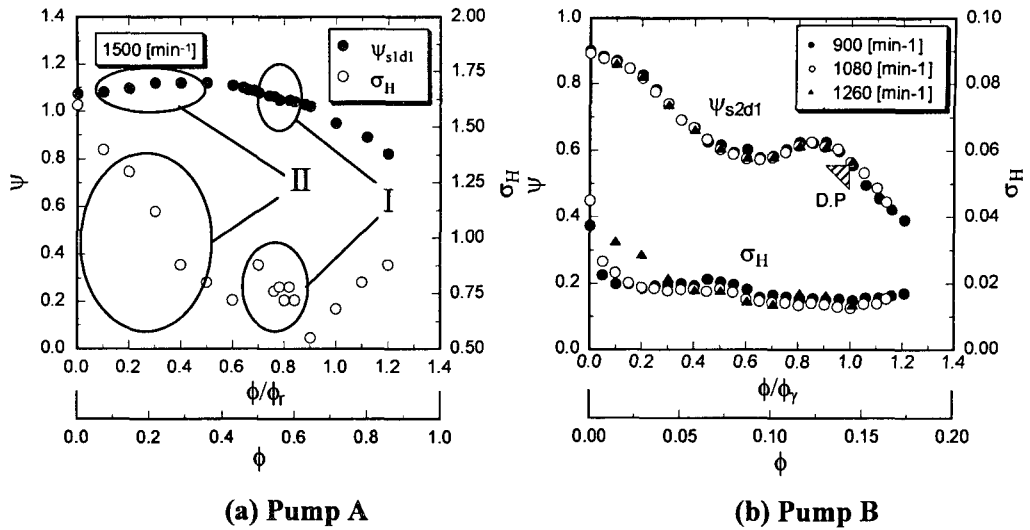 1500 [min⁻¹]
ψs1d1
σH
II
I
ψ
1.4
1.2
1.0
0.8
0.6
0.4
0.2
0.0
2.00
1.75
1.50
1.25
1.00
0.75
0.50
σH
0.0 0.2 0.4 0.6 0.8 1.0 1.2 1.4
ϕ/ϕr
0.0 0.2 0.4 0.6 0.8 1.0
ϕ
(a) Pump A
900 [min-1]
1080 [min-1]
1260 [min-1]
ψs2d1
D.P
σH
ψ
1.0
0.8
0.6
0.4
0.2
0.0
0.10
0.08
0.06
0.04
0.02
0.00
σH
0.0 0.2 0.4 0.6 0.8 1.0 1.2 1.4
ϕ/ϕγ
0.00 0.05 0.10 0.15 0.20
ϕ
(b) Pump B